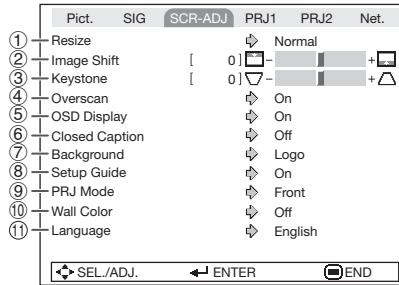 Pict. SIG SCR-ADJ PRJ1 PRJ2 Net.
① Resize Normal
② Image Shift [ 0 ] - +
③ Keystone [ 0 ] - +
④ Overscan On
⑤ OSD Display On
⑥ Closed Caption Off
⑦ Background Logo
⑧ Setup Guide On
⑨ PRJ Mode Front
⑩ Wall Color Off
⑪ Language English
SEL./ADJ. ENTER END